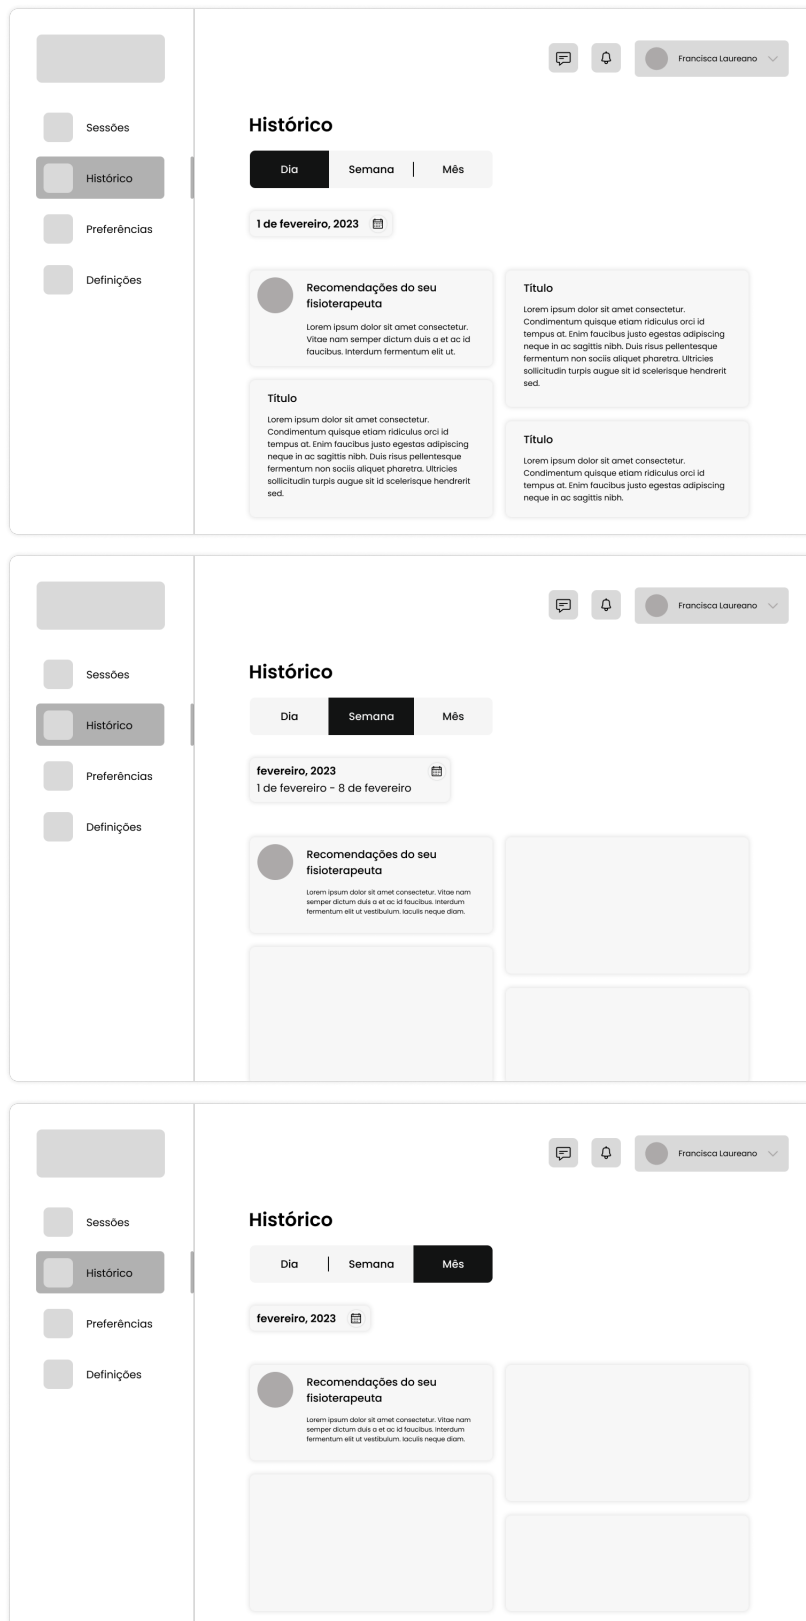 Francisca Laureano
Sessões
Histórico
Preferências
Definições
Histórico
Dia
Semana
Mês
1 de fevereiro, 2023
Recomendações do seu
fisioterapeuta
Lorem ipsum dolor sit amet consectetur.
Vitae nam semper dictum duis a et ac id
faucibus. Interdum fermentum elit ut.
Título
Lorem ipsum dolor sit amet consectetur.
Condimentum quisque etiam ridiculus orci id
tempus at. Enim faucibus justo egestas adipiscing
neque in ac sagittis nibh. Duis risus pellentesque
fermentum non sociis aliquet pharetra. Ultricies
sollicitudin turpis augue sit id scelerisque hendrerit
sed.
Título
Lorem ipsum dolor sit amet consectetur.
Condimentum quisque etiam ridiculus orci id
tempus at. Enim faucibus justo egestas adipiscing
neque in ac sagittis nibh. Duis risus pellentesque
fermentum non sociis aliquet pharetra. Ultricies
sollicitudin turpis augue sit id scelerisque hendrerit
sed.
Título
Lorem ipsum dolor sit amet consectetur.
Condimentum quisque etiam ridiculus orci id
tempus at. Enim faucibus justo egestas adipiscing
neque in ac sagittis nibh.
Francisca Laureano
Sessões
Histórico
Preferências
Definições
Histórico
Dia
Semana
Mês
fevereiro, 2023
1 de fevereiro - 8 de fevereiro
Recomendações do seu
fisioterapeuta
Lorem ipsum dolor sit amet consectetur. Vitae nam
semper dictum duis a et ac id faucibus. Interdum
fermentum elit ut vestibulum. Iaculis neque diam.
Francisca Laureano
Sessões
Histórico
Preferências
Definições
Histórico
Dia
Semana
Mês
fevereiro, 2023
Recomendações do seu
fisioterapeuta
Lorem ipsum dolor sit amet consectetur. Vitae nam
semper dictum duis a et ac id faucibus. Interdum
fermentum elit ut vestibulum. Iaculis neque diam.